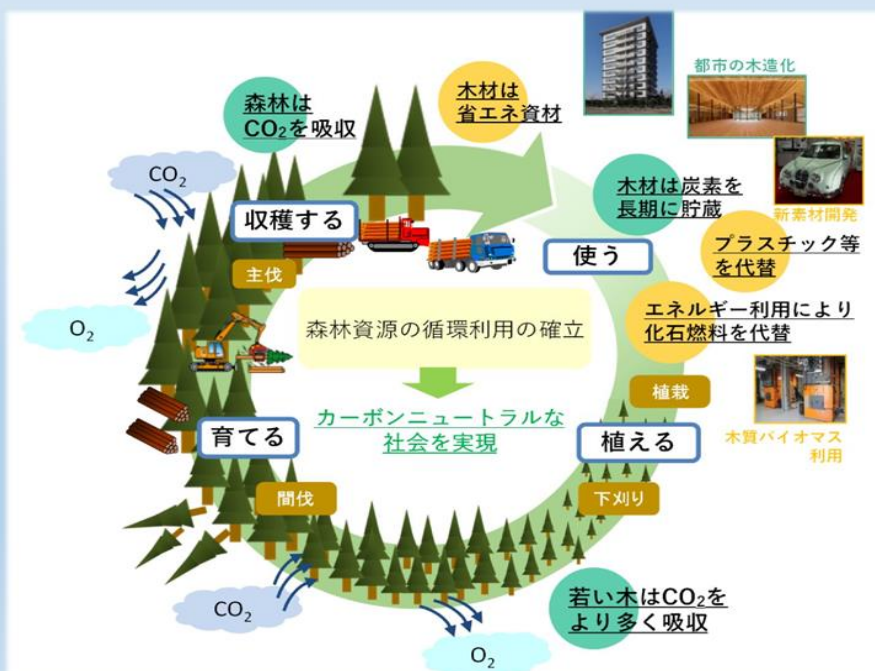 都市の木造化
森林は
CO₂を吸収
木材は
省エネ資材
CO₂
収穫する
木材は炭素を
長期に貯蔵
新素材開発
主伐
使う
プラスチック等
を代替
O₂
森林資源の循環利用の確立
エネルギー利用により
化石燃料を代替
植栽
育てる
カーボンニュートラルな
社会を実現
植える
木質バイオマス
利用
間伐
下刈り
CO₂
若い木はCO₂を
より多く吸収
O₂